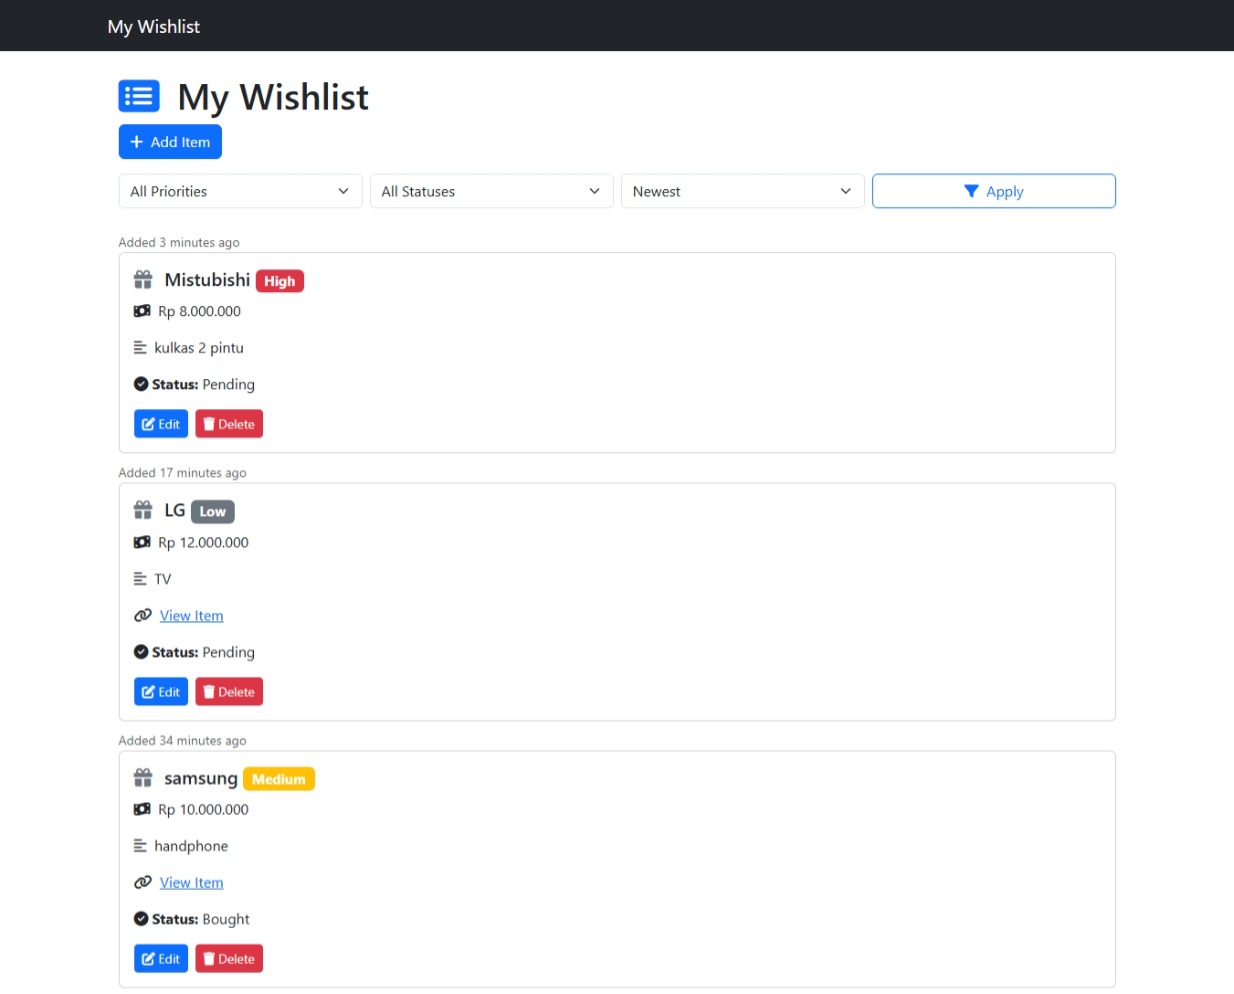 My Wishlist
My Wishlist
Add Item
All Priorities All Statuses Newest Apply
Added 3 minutes ago
Mistubishi High
Rp 8.000.000
kulkas 2 pintu
Status: Pending
Edit Delete
Added 17 minutes ago
LG Low
Rp 12.000.000
TV
View Item
Status: Pending
Edit Delete
Added 34 minutes ago
samsung Medium
Rp 10.000.000
handphone
View Item
Status: Bought
Edit Delete